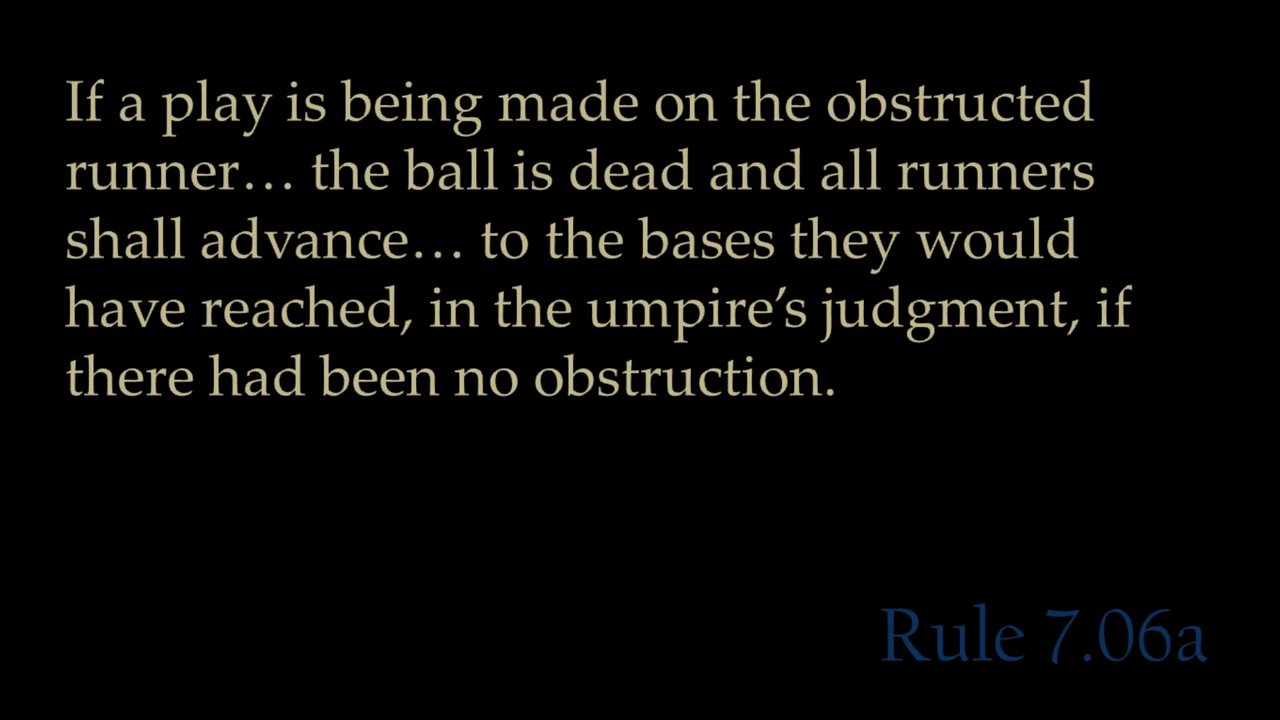 If a play is being made on the obstructed
runner… the ball is dead and all runners
shall advance… to the bases they would
have reached, in the umpire’s judgment, if
there had been no obstruction.
Rule 7.06a